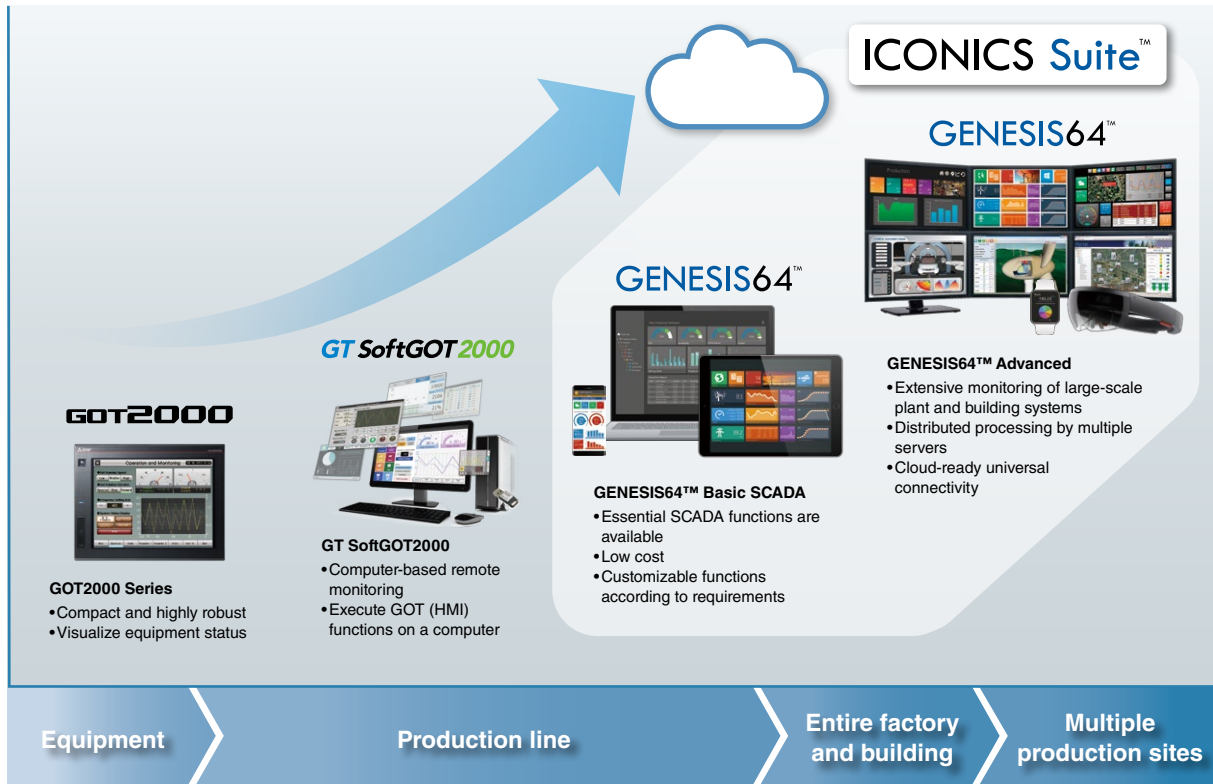 ICONICS Suite™
GENESIS64™
GENESIS64™
GT SoftGOT2000
GOT2000
Operation and Monitoring
GOT2000 Series
•Compact and highly robust
•Visualize equipment status
GT SoftGOT2000
•Computer-based remote
monitoring
•Execute GOT (HMI)
functions on a computer
GENESIS64™ Basic SCADA
•Essential SCADA functions are
available
•Low cost
•Customizable functions
according to requirements
GENESIS64™ Advanced
•Extensive monitoring of large-scale
plant and building systems
•Distributed processing by multiple
servers
•Cloud-ready universal
connectivity
Equipment
Production line
Entire factory
and building
Multiple
production sites